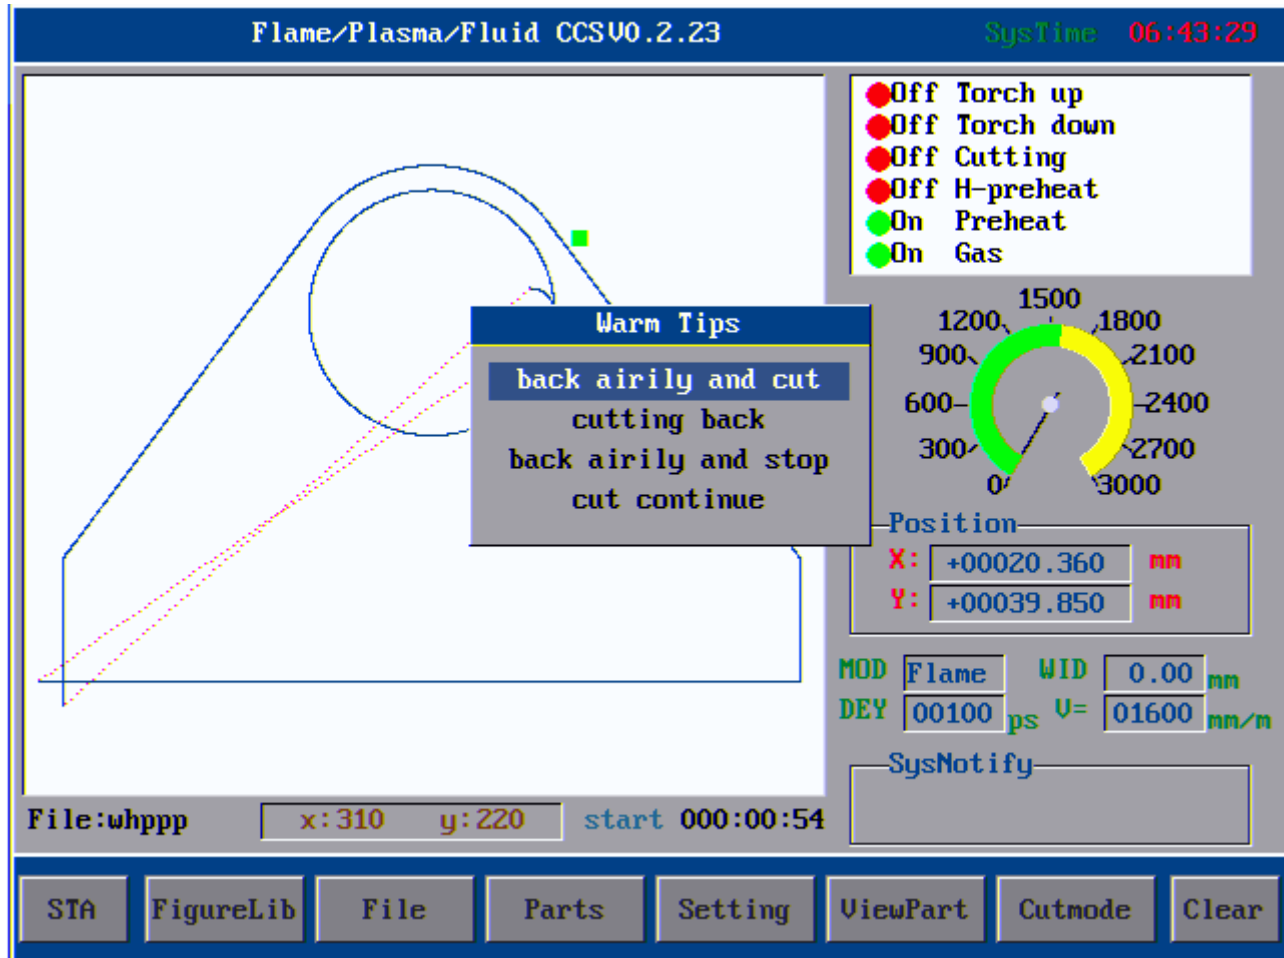 Flame/Plasma/Fluid CCSV0.2.23
SysTime 06:43:29
Off Torch up
Off Torch down
Off Cutting
Off H-preheat
On Preheat
On Gas
Warm Tips
back airily and cut
cutting back
back airily and stop
cut continue
0
300
600
900
1200
1500
1800
2100
2400
2700
3000
Position
X: +00020.360 mm
Y: +00039.850 mm
MOD Flame WID 0.00 mm
DEY 00100 ps V= 01600 mm/m
SysNotify
File:whppp x:310 y:220 start 000:00:54
STA FigureLib File Parts Setting ViewPart Cutmode Clear